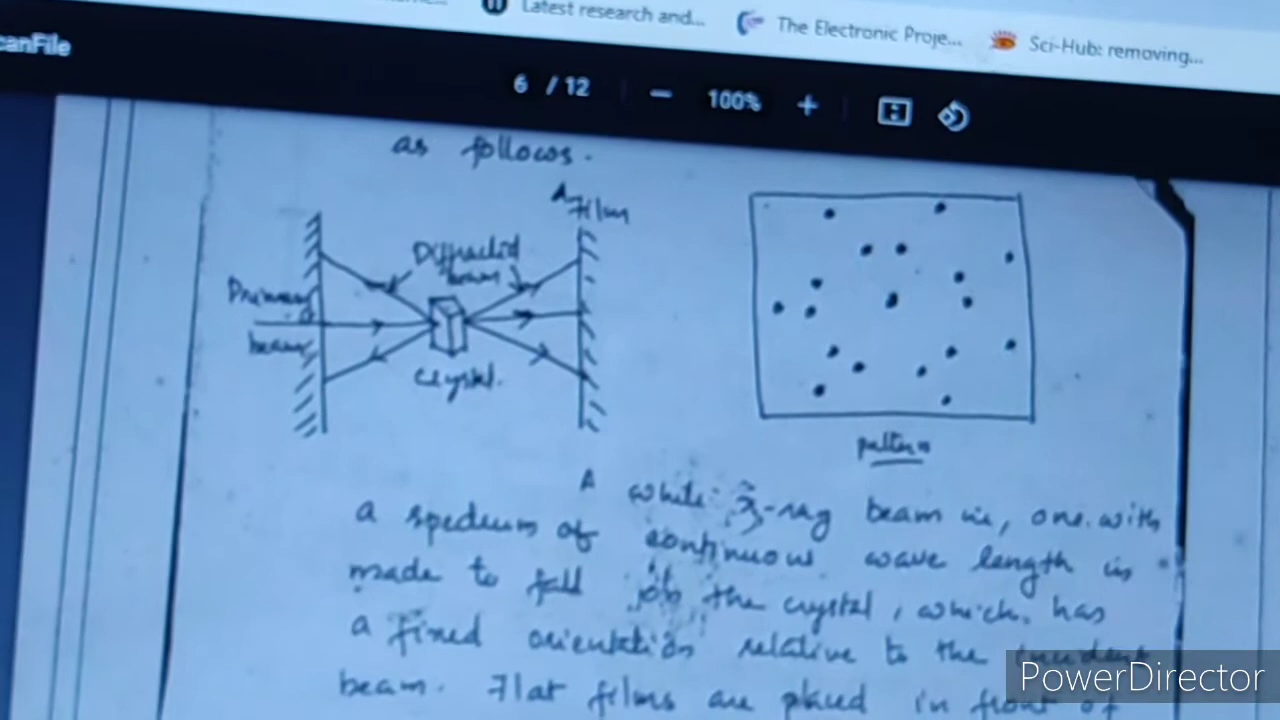 Latest research and...
The Electronic Proje...
Sci-Hub: removing...
canFile
6 / 12
100%
as follows.
Film
Diffracted
beam
Primary
beam
Crystal.
pattern
A white X-ray beam ie, one with
a spectrum of continuous wave length is
made to fall on the crystal, which has
a fixed orientation relative to the incident
beam. Flat films are placed in front of
PowerDirector